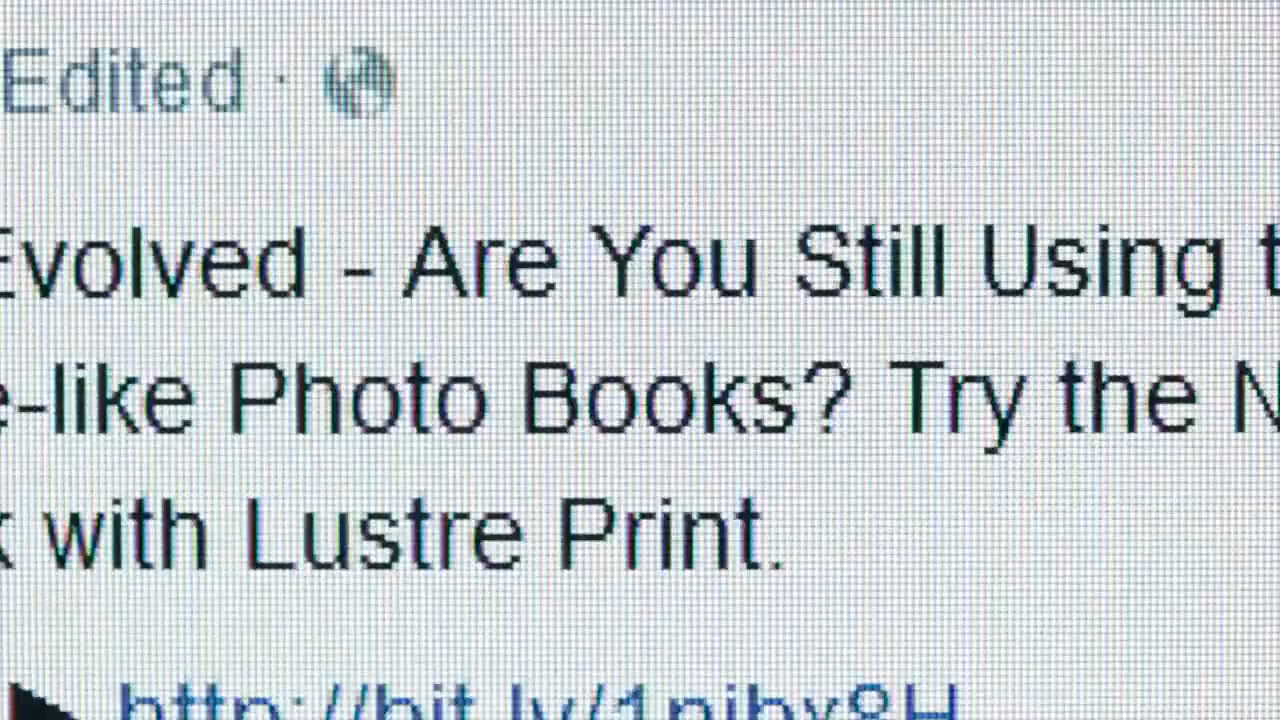 Edited ·
Evolved - Are You Still Using t
e-like Photo Books? Try the N
k with Lustre Print.